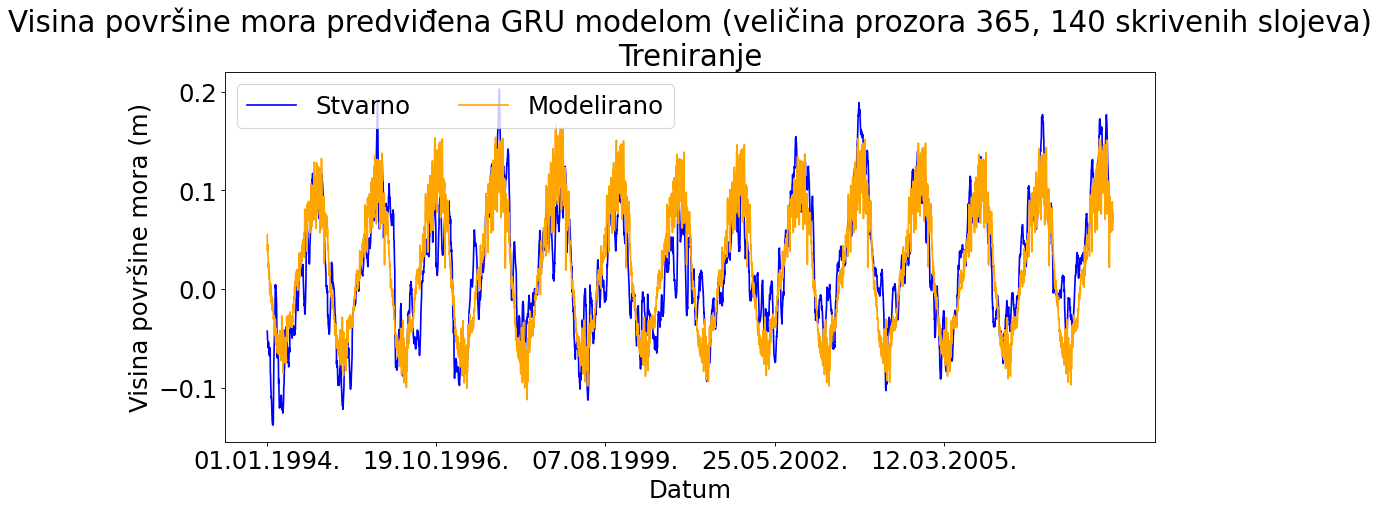 Visina površine mora predviđena GRU modelom (veličina prozora 365, 140 skrivenih slojeva)
Treniranje
Stvarno
Modelirano
Visina površine mora (m)
0.2
0.1
0.0
−0.1
01.01.1994.
19.10.1996.
07.08.1999.
25.05.2002.
12.03.2005.
Datum